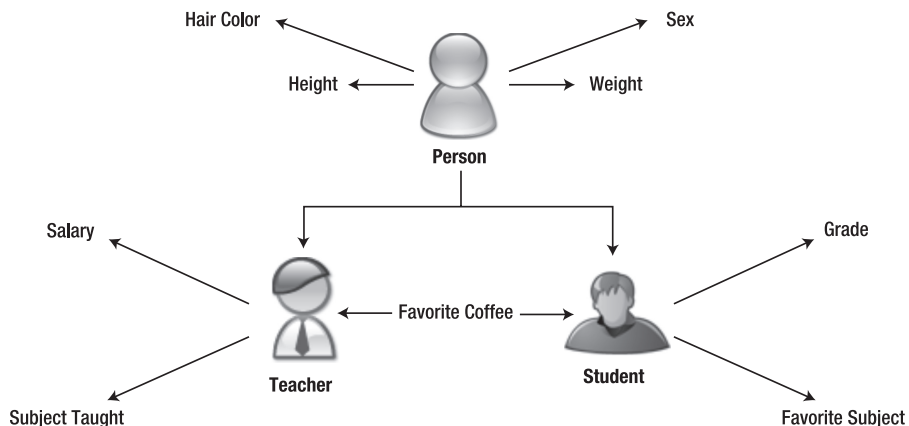 Hair Color
Sex
Height
Weight
Person
Salary
Grade
Favorite Coffee
Teacher
Student
Subject Taught
Favorite Subject